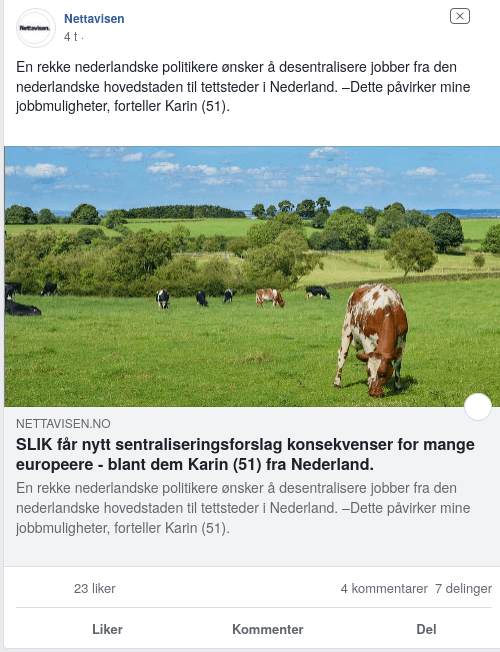 Nettavisen.
Nettavisen
4 t ·
En rekke nederlandske politikere ønsker å desentralisere jobber fra den
nederlandske hovedstaden til tettsteder i Nederland. –Dette påvirker mine
jobbmuligheter, forteller Karin (51).
NETTAVISEN.NO
SLIK får nytt sentraliseringsforslag konsekvenser for mange
europeere - blant dem Karin (51) fra Nederland.
En rekke nederlandske politikere ønsker å desentralisere jobber fra den
nederlandske hovedstaden til tettsteder i Nederland. –Dette påvirker mine
jobbmuligheter, forteller Karin (51).
23 liker
4 kommentarer 7 delinger
Liker Kommenter Del